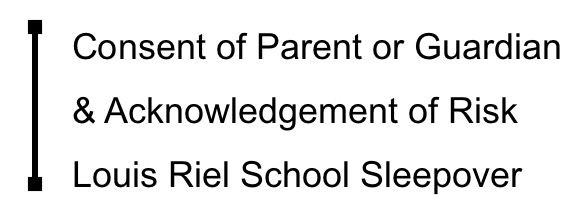 Consent of Parent or Guardian
& Acknowledgement of Risk
Louis Riel School Sleepover